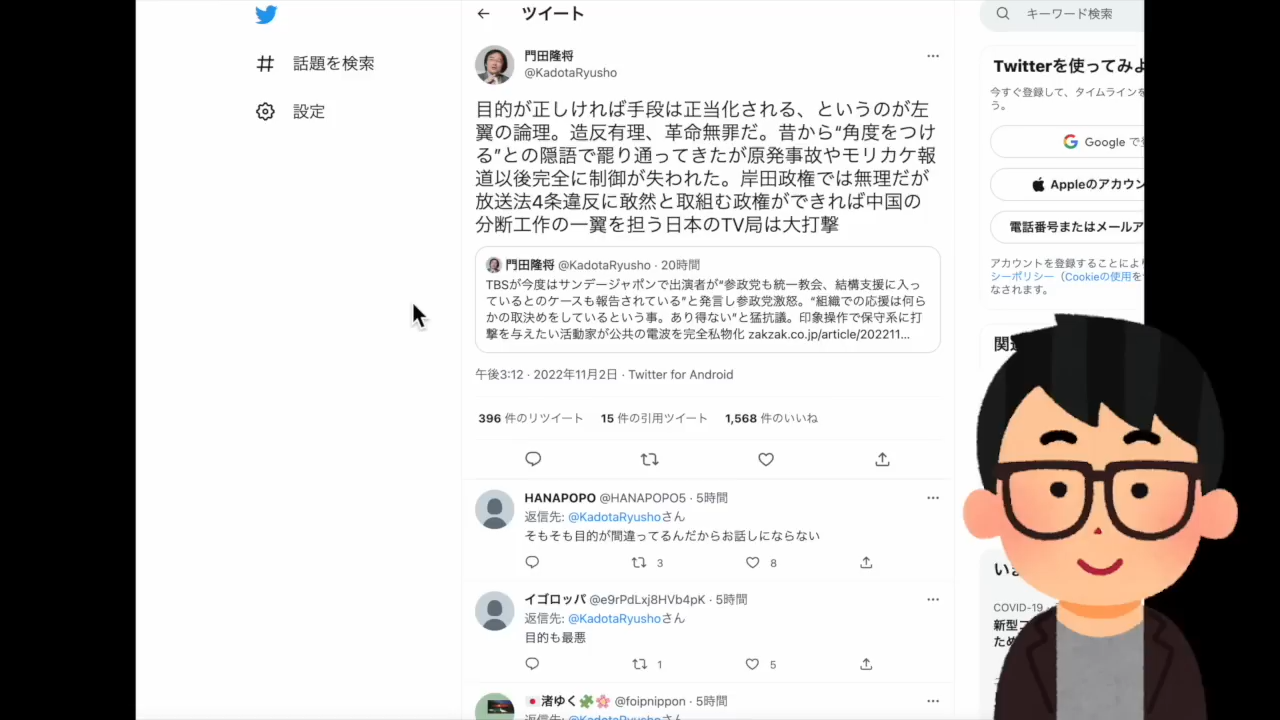 ツイート
キーワード検索
話題を検索
設定
門田隆将
@KadotaRyusho
目的が正しければ手段は正当化される、というのが左
翼の論理。造反有理、革命無罪だ。昔から“角度をつけ
る”との隠語で罷り通ってきたが原発事故やモリカケ報
道以後完全に制御が失われた。岸田政権では無理だが
放送法4条違反に敢然と取組む政権ができれば中国の
分断工作の一翼を担う日本のTV局は大打撃
門田隆将 @KadotaRyusho · 20時間
TBSが今度はサンデージャポンで出演者が“参政党も統一教会、結構支援に入っ
ているとのケースも報告されている”と発言し参政党激怒。“組織での応援は何ら
かの取決めをしているという事。あり得ない”と猛抗議。印象操作で保守系に打
撃を与えたい活動家が公共の電波を完全私物化 zakzak.co.jp/article/202211...
午後3:12 · 2022年11月2日 · Twitter for Android
396 件のリツイート 15 件の引用ツイート 1,568 件のいいね
HANAPOPO @HANAPOPO5 · 5時間
返信先: @KadotaRyushoさん
そもそも目的が間違ってるんだからお話しにならない
3 8
イゴロッパ @e9rPdLxj8HVb4pK · 5時間
返信先: @KadotaRyushoさん
目的も最悪
1 5
渚ゆく @foipnippon · 5時間
返信先: @KadotaRyushoさん
Twitterを使ってみよ
今すぐ登録して、タイムラインを
う。
Google で
Appleのアカウン
電話番号またはメールア
アカウントを登録することにより
シーポリシー（Cookieの使用を
なされます。
関連
い
COVID-19
新型コ
ため